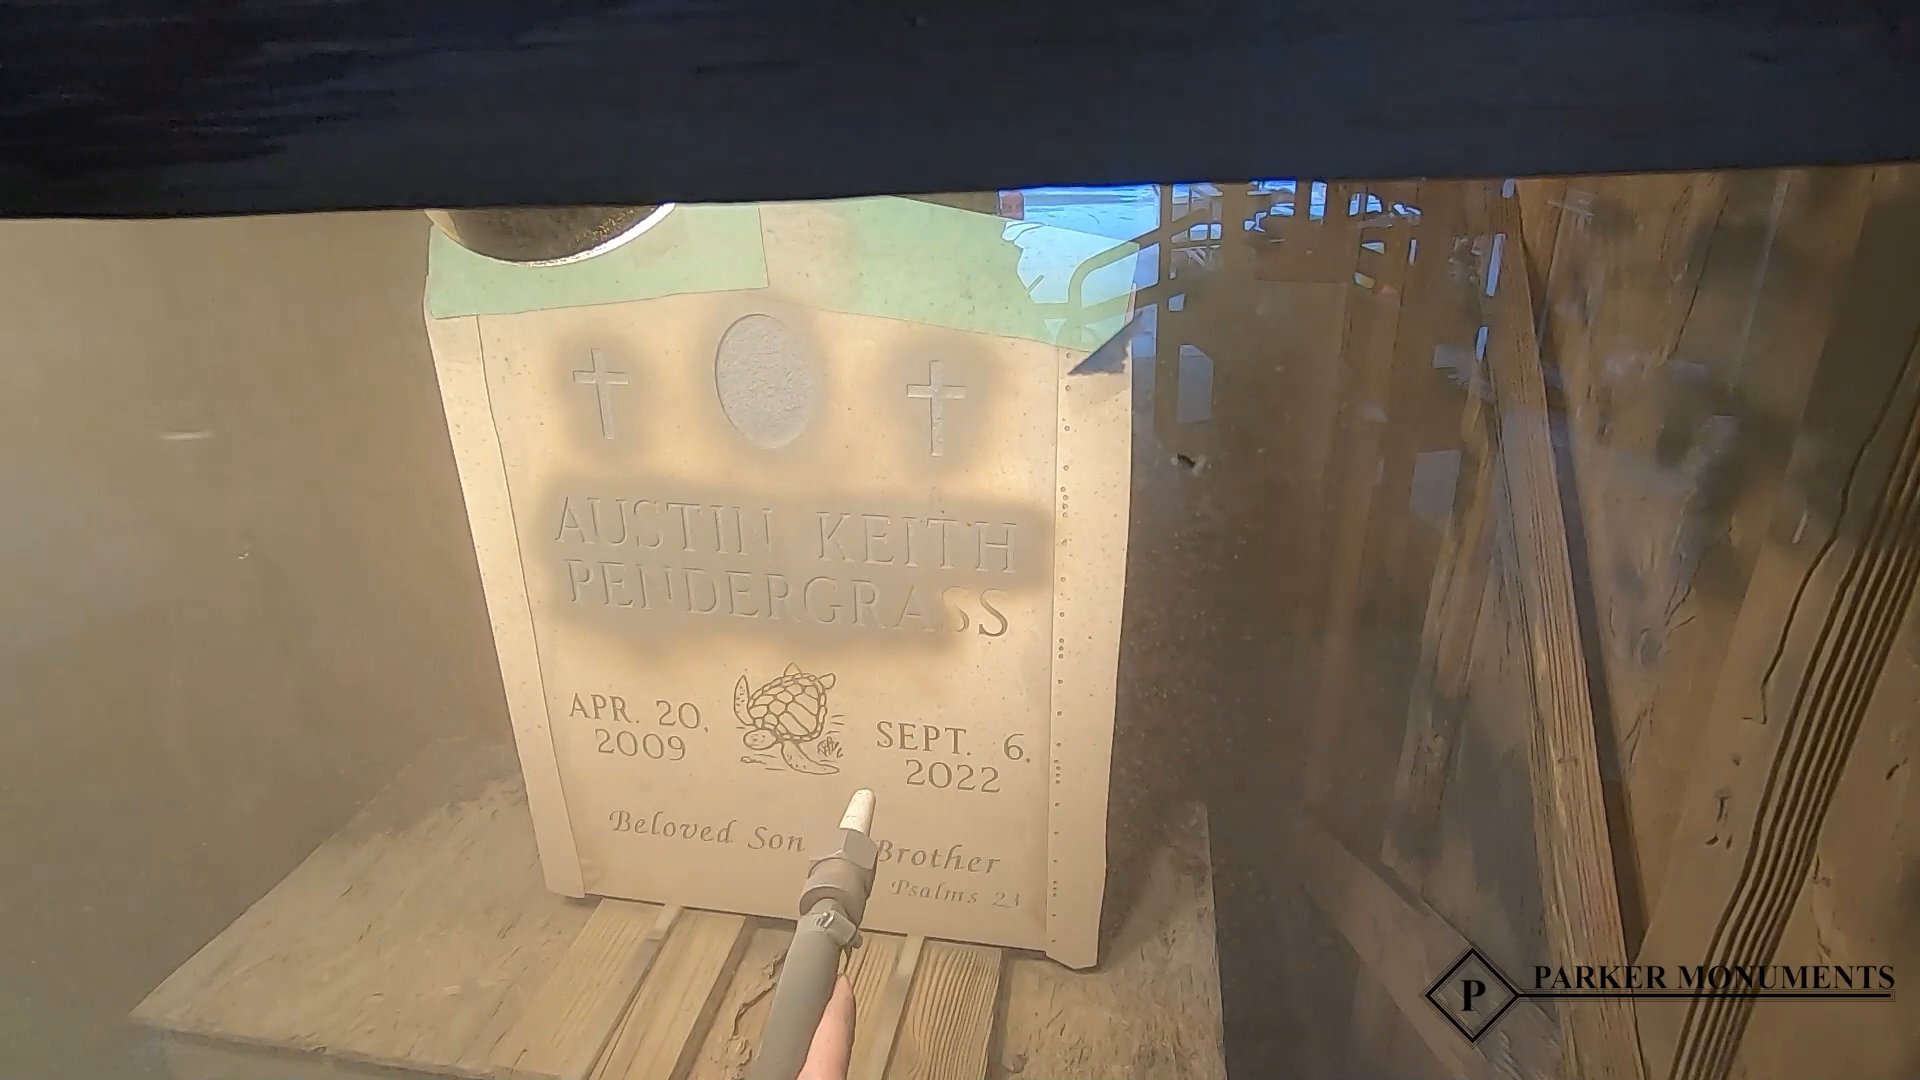 AUSTIN KEITH
PENDERGRASS
APR. 20,
2009
SEPT. 6,
2022
Beloved Son
Brother
Psalms 23
P
PARKER MONUMENTS